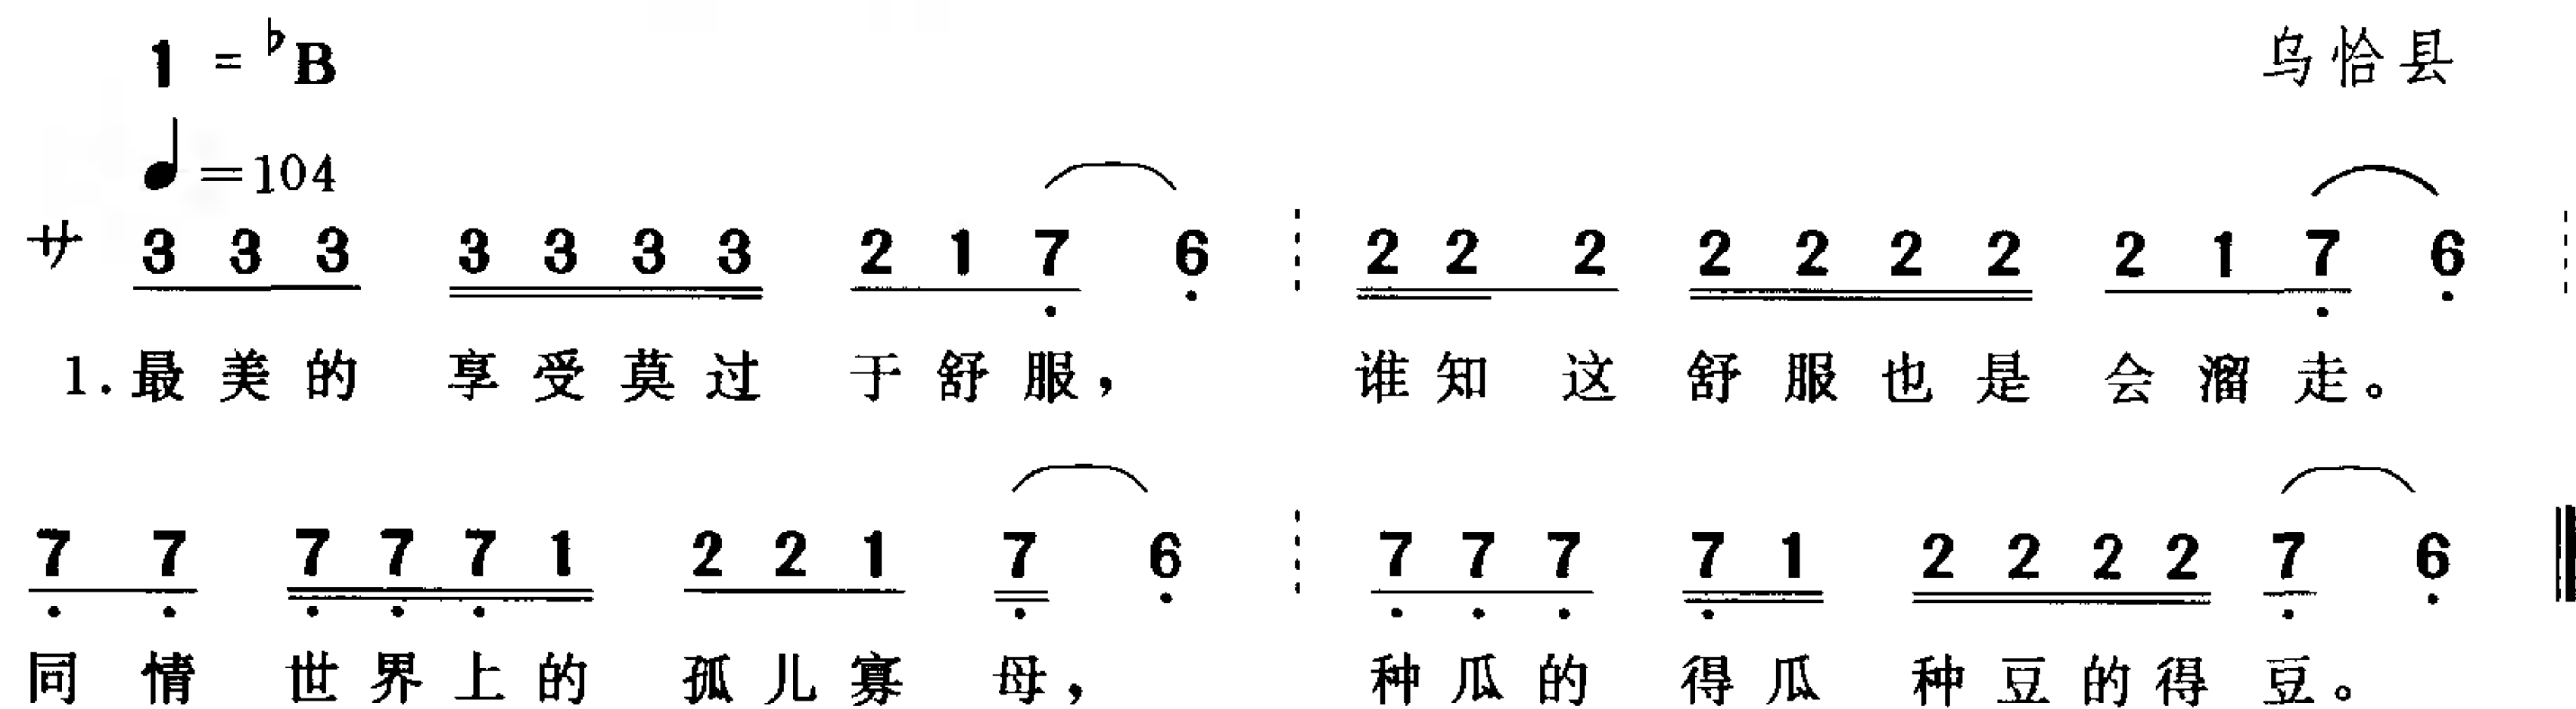 1 = ♭B 乌恰县
♩=104
サ 3 3 3 3 3 3 3 2 1 7 6 2 2 2 2 2 2 2 2 1 7 6
1.最美的 享受莫过 于舒服， 谁知 这 舒服也是 会溜走。
7 7 7 7 7 1 2 2 1 7 6 7 7 7 7 1 2 2 2 2 7 6
同情 世界上的 孤儿寡 母， 种瓜的 得瓜 种豆的得 豆。